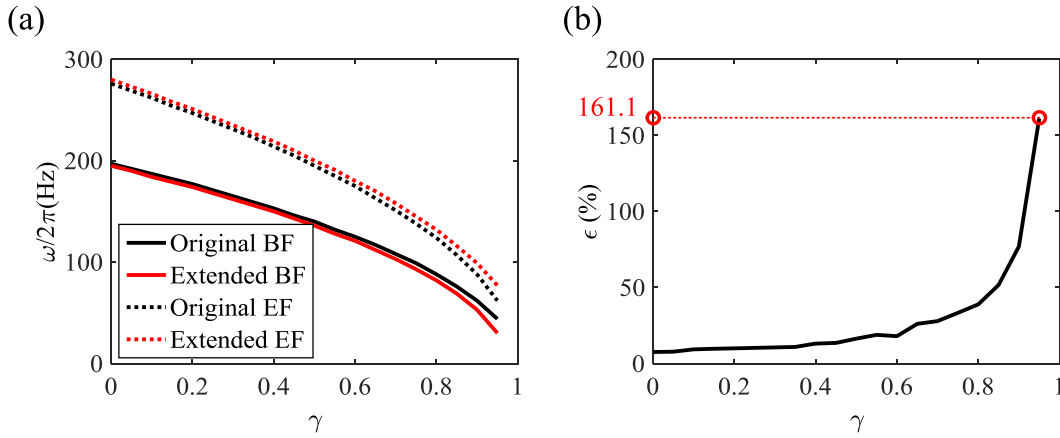 (a)
300
200
100
0
ω/2π(Hz)
Original BF
Extended BF
Original EF
Extended EF
0 0.2 0.4 0.6 0.8 1
γ
(b)
200
161.1
150
100
50
0
ϵ (%)
0 0.2 0.4 0.6 0.8 1
γ